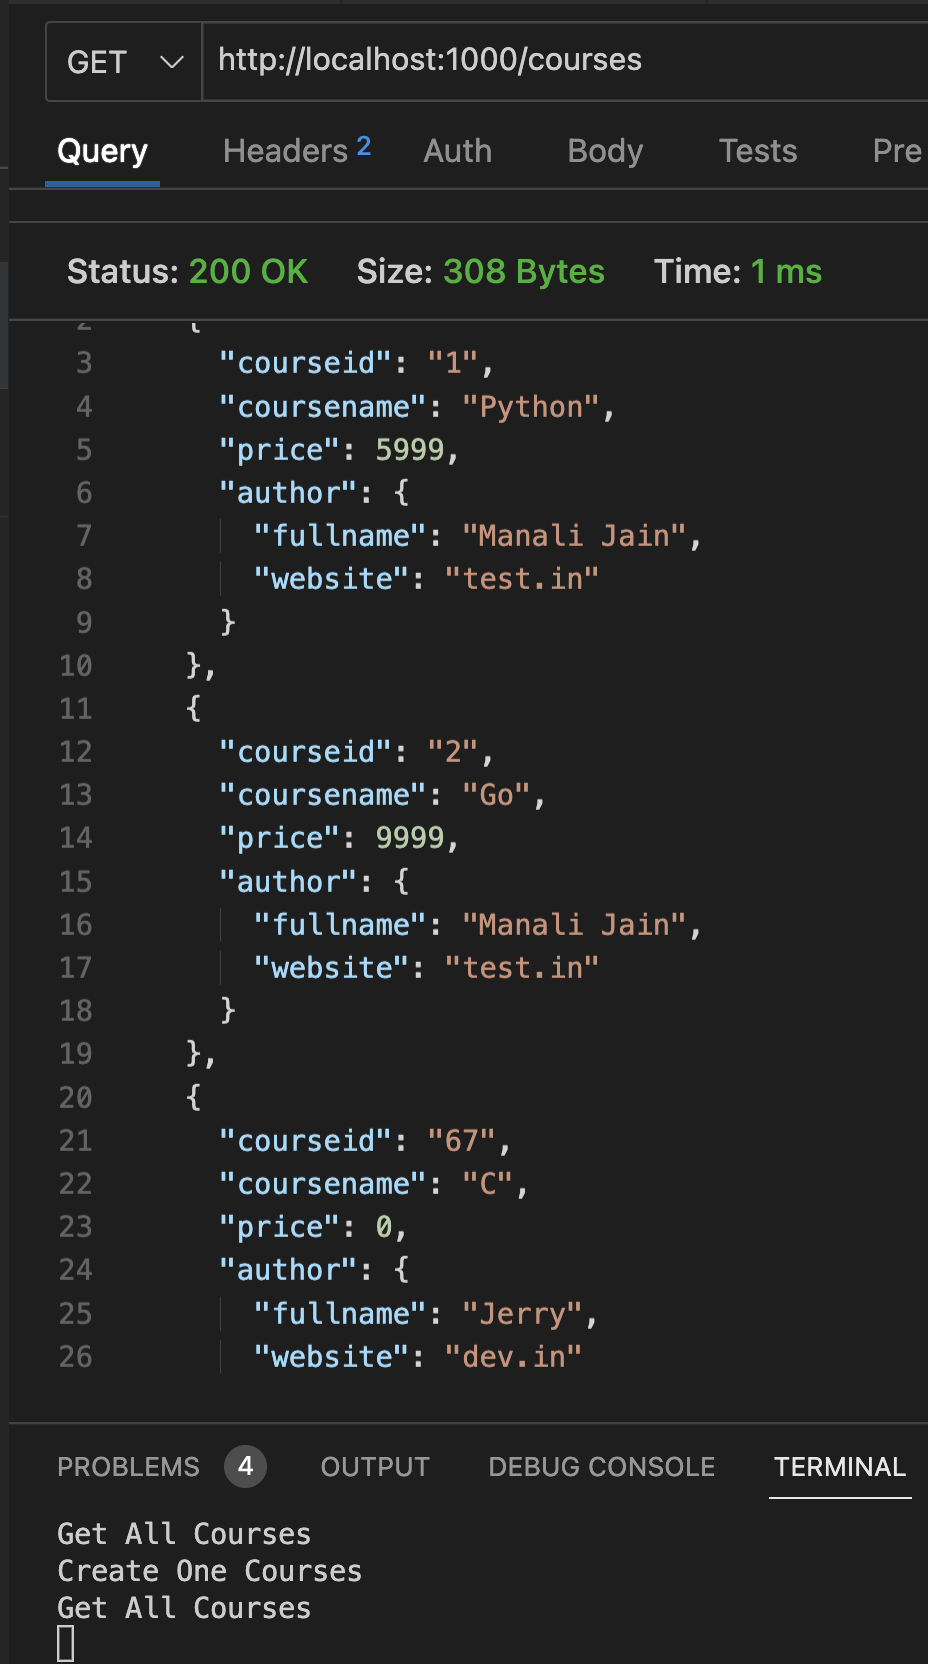 GET http://localhost:1000/courses
Query Headers 2 Auth Body Tests Pre
Status: 200 OK Size: 308 Bytes Time: 1 ms
2 {
3 "courseid": "1",
4 "coursename": "Python",
5 "price": 5999,
6 "author": {
7 "fullname": "Manali Jain",
8 "website": "test.in"
9 }
10 },
11 {
12 "courseid": "2",
13 "coursename": "Go",
14 "price": 9999,
15 "author": {
16 "fullname": "Manali Jain",
17 "website": "test.in"
18 }
19 },
20 {
21 "courseid": "67",
22 "coursename": "C",
23 "price": 0,
24 "author": {
25 "fullname": "Jerry",
26 "website": "dev.in"
PROBLEMS 4 OUTPUT DEBUG CONSOLE TERMINAL
Get All Courses
Create One Courses
Get All Courses